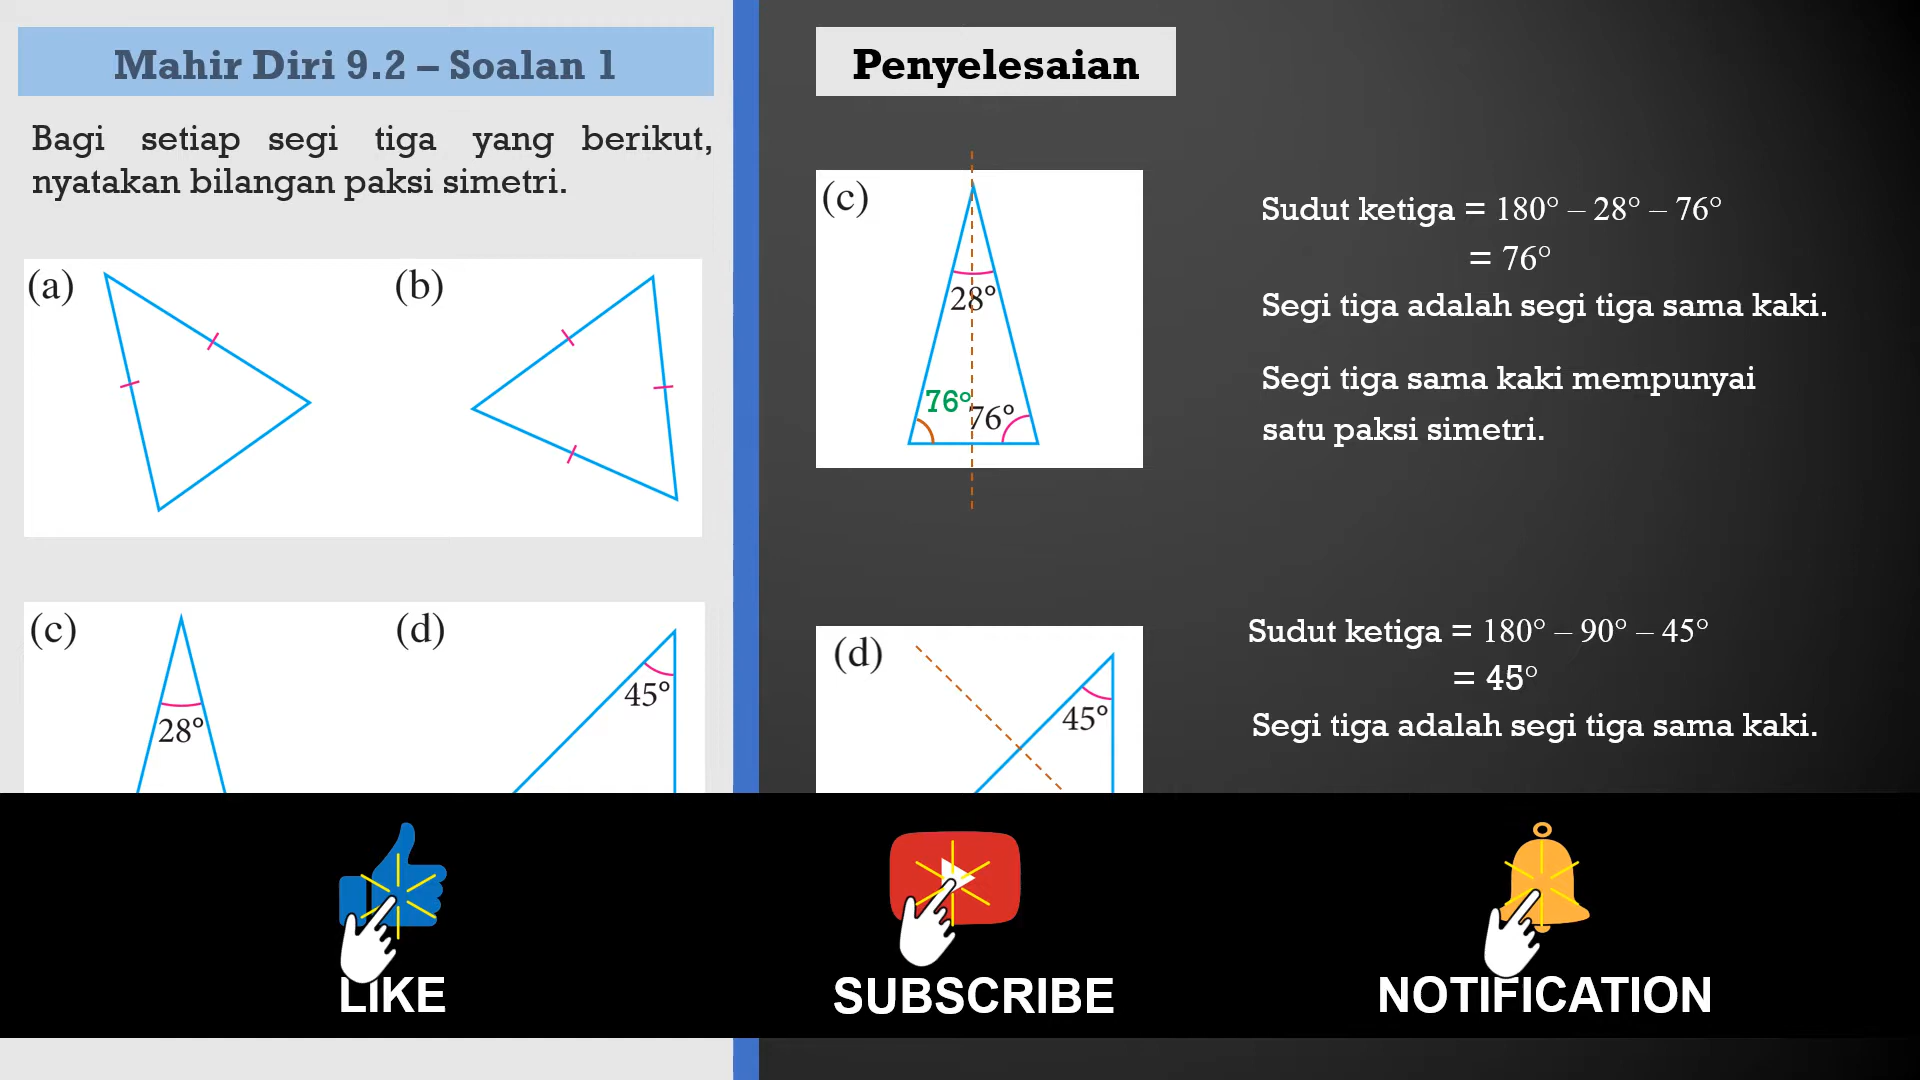 Mahir Diri 9.2 – Soalan 1
Bagi setiap segi tiga yang berikut,
nyatakan bilangan paksi simetri.
(a)
(b)
(c)
28°
(d)
45°
Penyelesaian
(c)
28°
76°
76°
Sudut ketiga = 180° – 28° – 76°
= 76°
Segi tiga adalah segi tiga sama kaki.
Segi tiga sama kaki mempunyai
satu paksi simetri.
(d)
45°
Sudut ketiga = 180° – 90° – 45°
= 45°
Segi tiga adalah segi tiga sama kaki.
LIKE
SUBSCRIBE
NOTIFICATION